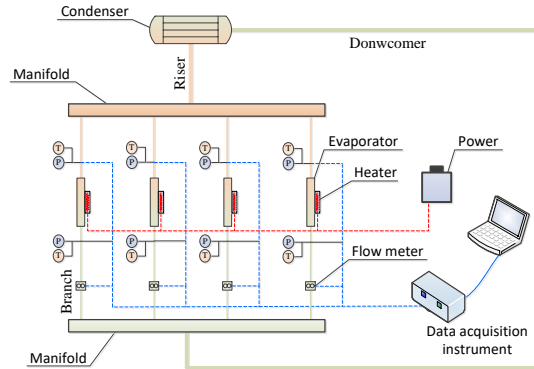 Condenser
Donwcomer
Riser
Manifold
T T T T
P P P P
Evaporator
Power
Heater
P P P P
T T T T
Flow meter
Branch
Data acquisition
instrument
Manifold